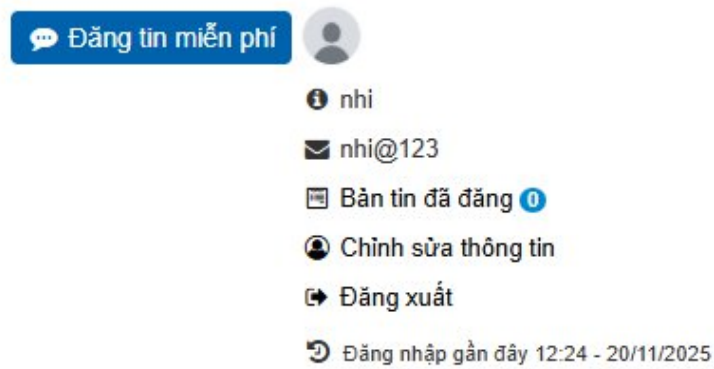 Đăng tin miễn phí
nhi
nhi@123
Bản tin đã đăng 0
Chỉnh sửa thông tin
Đăng xuất
Đăng nhập gần đây 12:24 - 20/11/2025